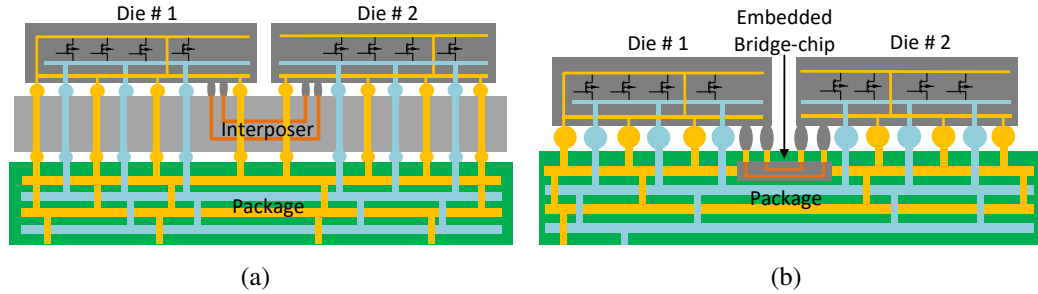 Die # 1
Die # 2
Interposer
Package
(a)
Embedded
Bridge-chip
Die # 1
Die # 2
Package
(b)